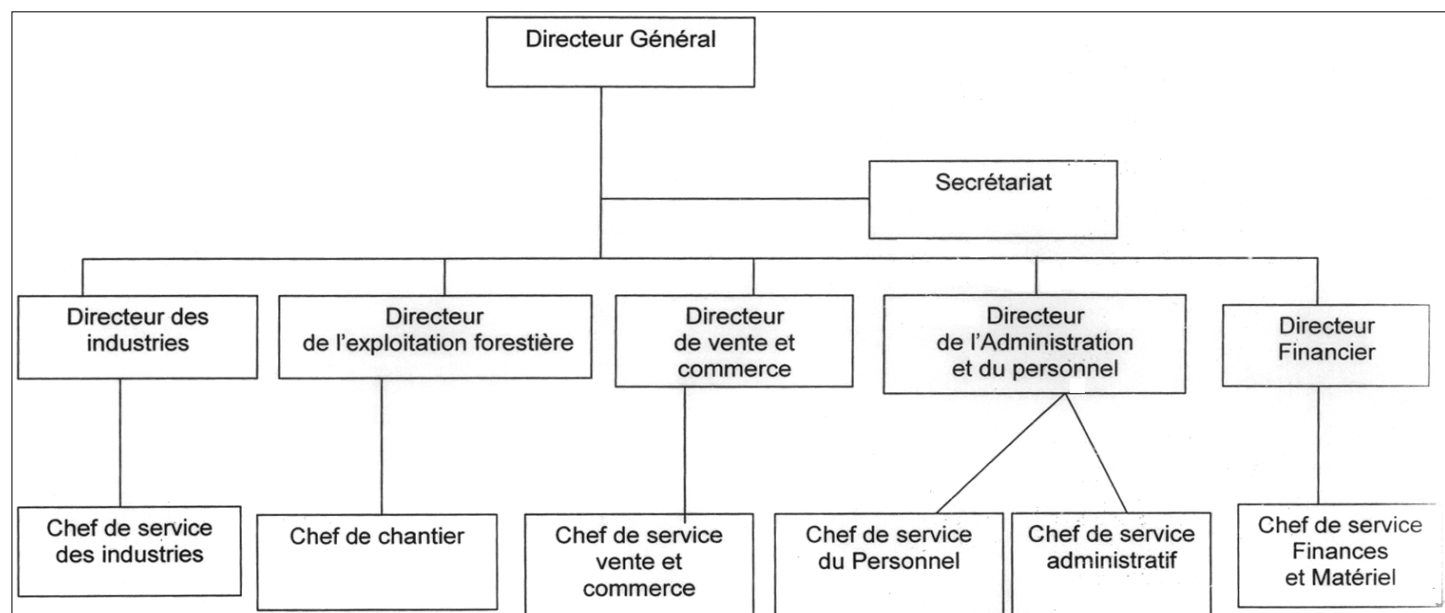 Directeur Général
Secrétariat
Directeur des
industries
Directeur
de l'exploitation forestière
Directeur
de vente et
commerce
Directeur
de l'Administration
et du personnel
Directeur
Financier
Chef de service
des industries
Chef de chantier
Chef de service
vente et
commerce
Chef de service
du Personnel
Chef de service
administratif
Chef de service
Finances
et Matériel